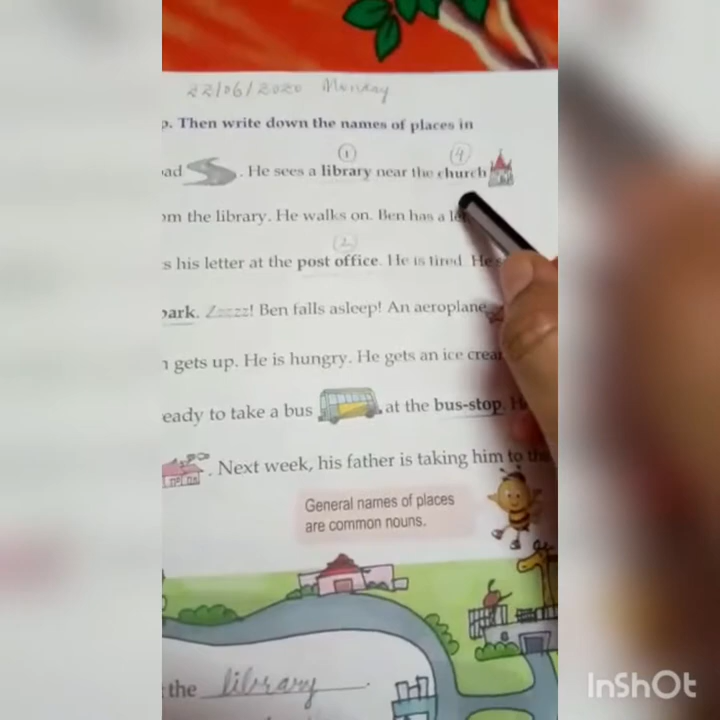 22/06/2020 Monday
p. Then write down the names of places in
1 4
ad . He sees a library near the church
om the library. He walks on. Ben has a le
2
s his letter at the post office. He is tired. He s
park. Zzzzz! Ben falls asleep! An aeroplane
n gets up. He is hungry. He gets an ice crea
eady to take a bus at the bus-stop. H
. Next week, his father is taking him to th
General names of places
are common nouns.
the library.
InShOt